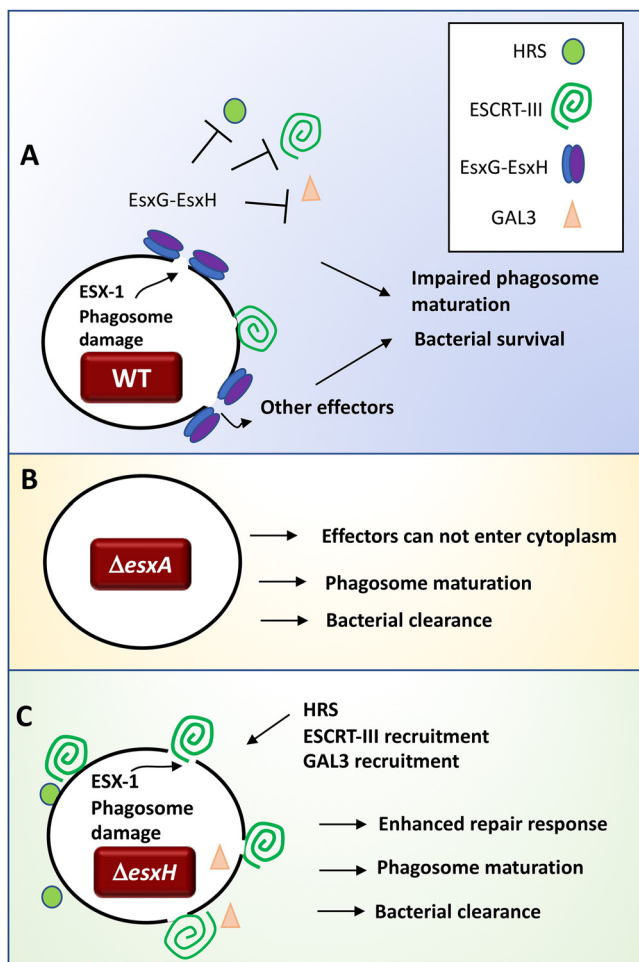 HRS
ESCRT-III
EsxG-EsxH
GAL3
A
EsxG-EsxH
ESX-1
Phagosome
damage
WT
Impaired phagosome
maturation
Bacterial survival
Other effectors
B
ΔesxA
Effectors can not enter cytoplasm
Phagosome maturation
Bacterial clearance
C
HRS
ESCRT-III recruitment
GAL3 recruitment
ESX-1
Phagosome
damage
ΔesxH
Enhanced repair response
Phagosome maturation
Bacterial clearance